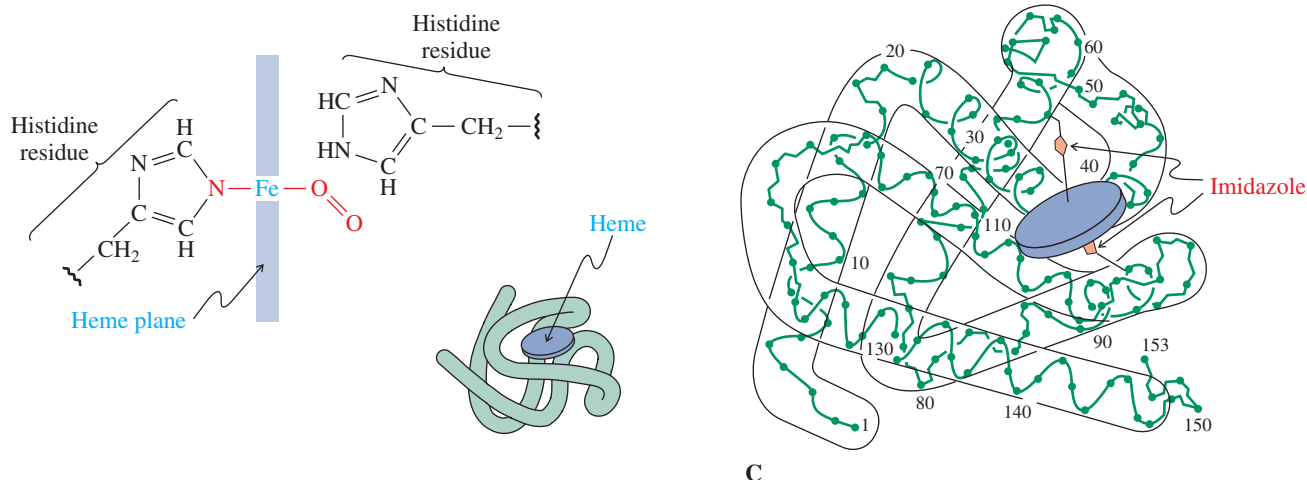 Histidine
residue
Histidine
residue
H
C
N
C
C
H
CH₂
N
Fe
O
O
N
HC
HN
C
C
H
CH₂
Heme plane
Heme
20
60
50
30
40
70
Imidazole
110
10
90
130
153
80
140
150
1
C